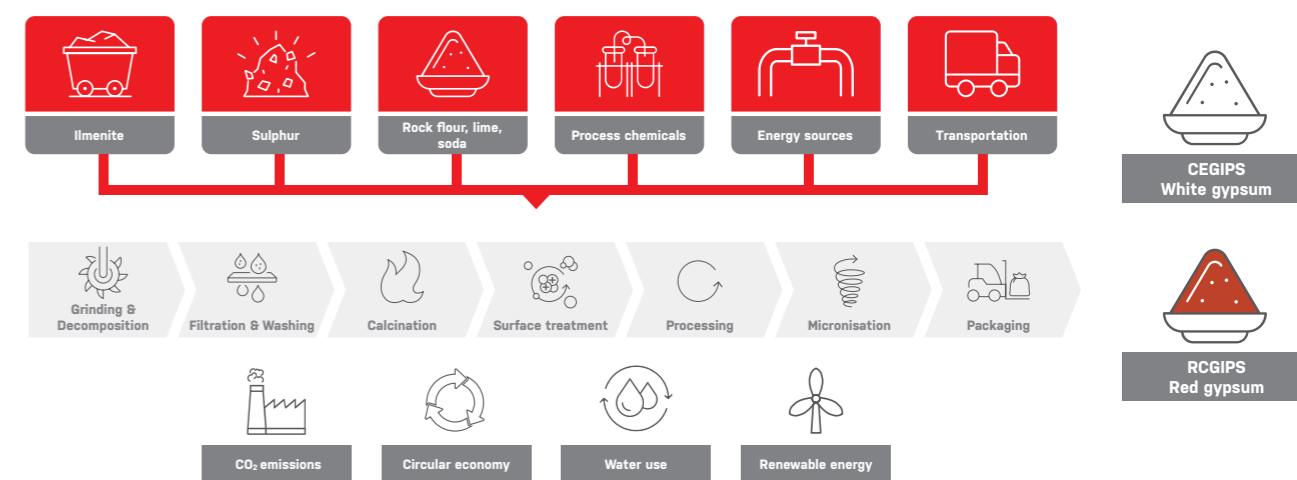 Ilmenite
Sulphur
Rock flour, lime,
soda
Process chemicals
Energy sources
Transportation
CEGIPS
White gypsum
Grinding &
Decomposition
Filtration & Washing
Calcination
Surface treatment
Processing
Micronisation
Packaging
RCGIPS
Red gypsum
CO₂ emissions
Circular economy
Water use
Renewable energy